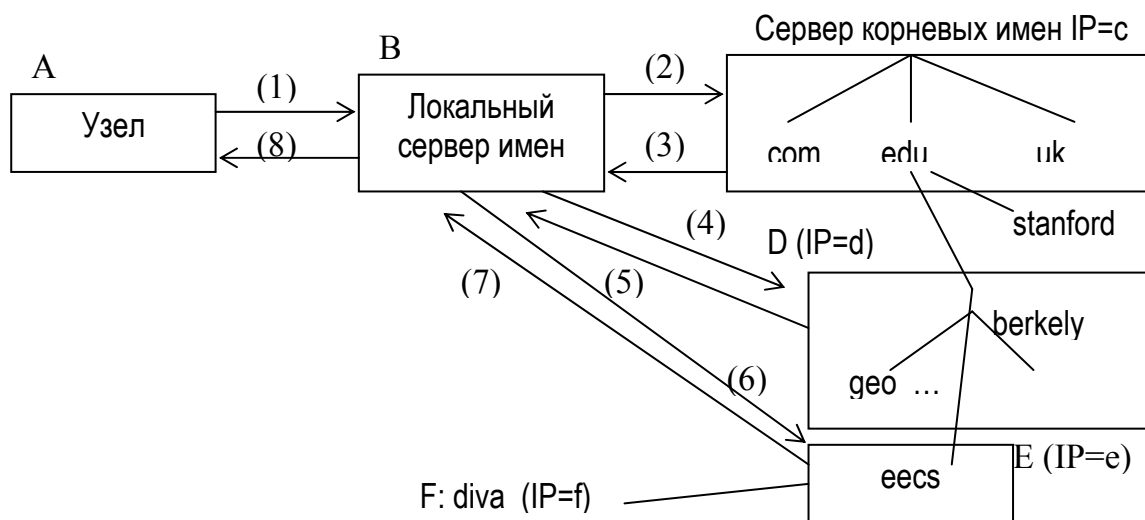 Сервер корневых имен IP=c
A
B
(1)
(2)
Узел
Локальный
сервер имен
(8)
(3)
com
edu
uk
stanford
(4)
D (IP=d)
(7)
(5)
berkely
(6)
geo ...
E (IP=e)
eecs
F: diva (IP=f)